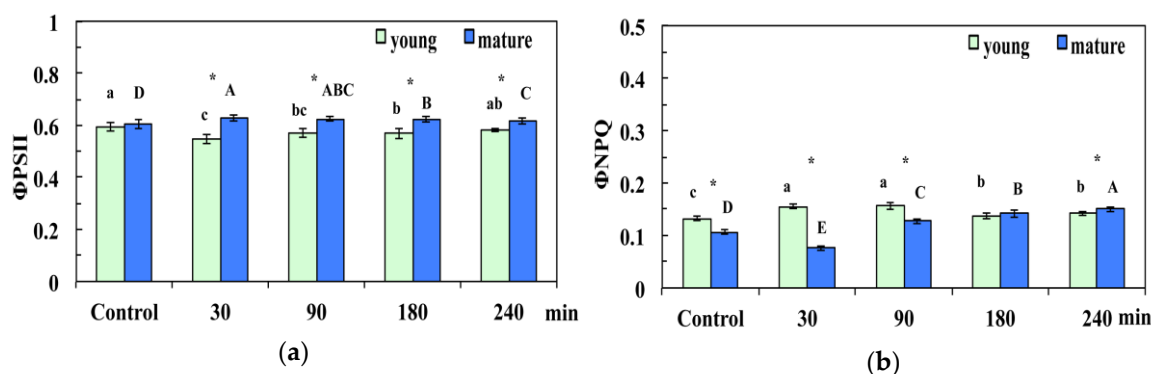 1
0.8
0.6
0.4
0.2
0
ΦPSII
young mature
a D * c A * bc ABC * b B * ab C
Control 30 90 180 240 min
(a)
0.5
0.4
0.3
0.2
0.1
0
ΦNPQ
young mature
c * D a * E a * C b B b * A
Control 30 90 180 240 min
(b)